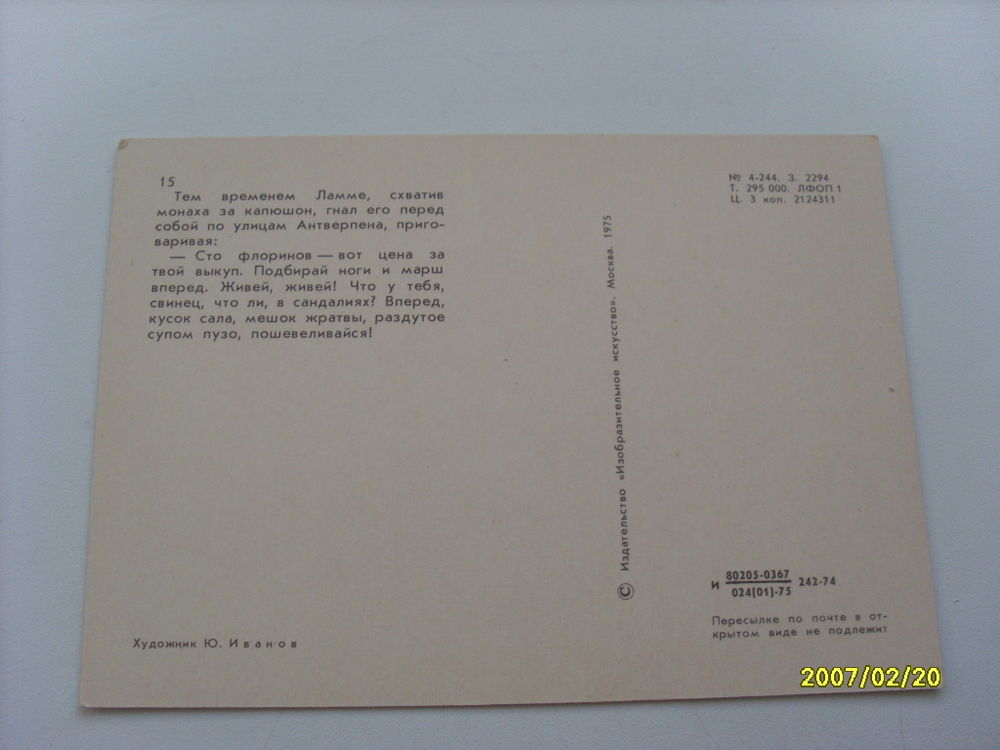 15
Тем временем Ламме, схватив
монаха за капюшон, гнал его перед
собой по улицам Антверпена, приго-
варивая:
— Сто флоринов — вот цена за
твой выкуп. Подбирай ноги и марш
вперед. Живей, живей! Что у тебя,
свинец, что ли, в сандалиях? Вперед,
кусок сала, мешок жратвы, раздутое
супом пузо, пошевеливайся!
Художник Ю. Иванов
© Издательство «Изобразительное искусство». Москва. 1975
№ 4-244. З. 2294
Т. 295 000. ЛФОП 1
Ц. 3 коп. 2124311
И 80205-0367 242-74
024(01)-75
Пересылке по почте в от-
крытом виде не подлежит
2007/02/20